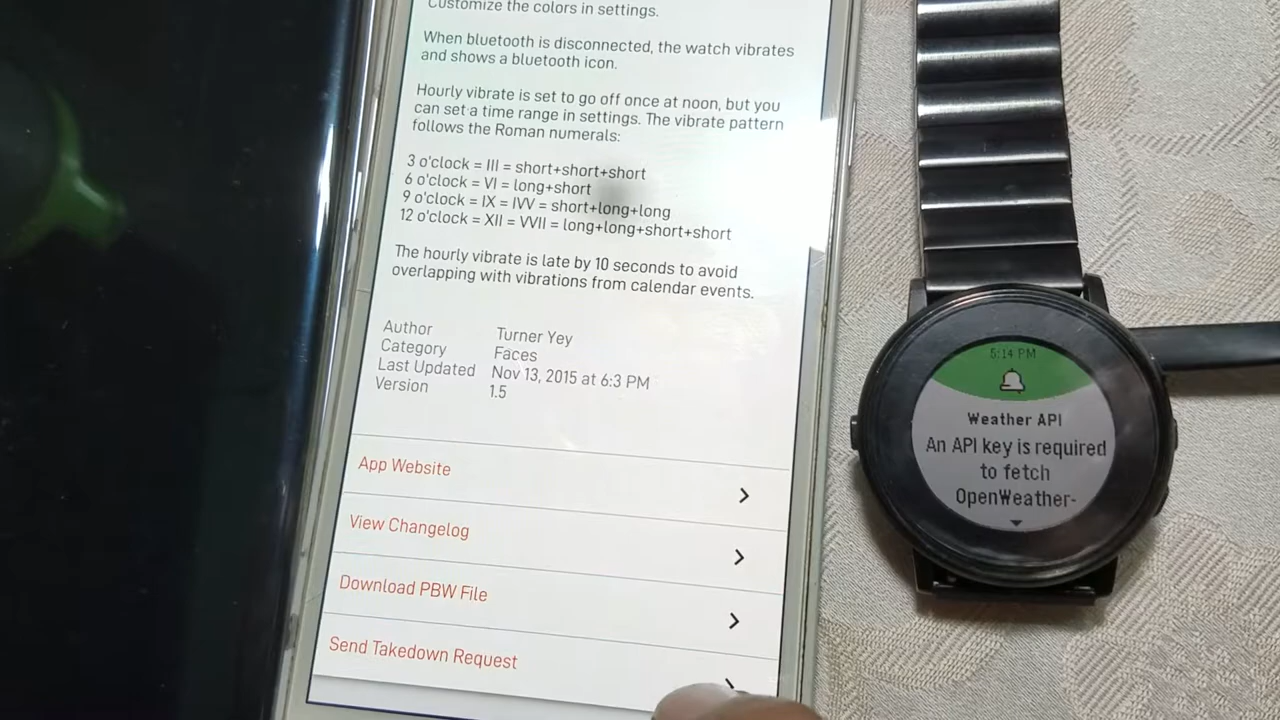 Customize the colors in settings.
When bluetooth is disconnected, the watch vibrates
and shows a bluetooth icon.
Hourly vibrate is set to go off once at noon, but you
can set a time range in settings. The vibrate pattern
follows the Roman numerals:
3 o'clock = III = short+short+short
6 o'clock = VI = long+short
9 o'clock = IX = IVV = short+long+long
12 o'clock = XII = VVII = long+long+short+short
The hourly vibrate is late by 10 seconds to avoid
overlapping with vibrations from calendar events.
Author Turner Yey
Category Faces
Last Updated Nov 13, 2015 at 6:3 PM
Version 1.5
App Website
View Changelog
Download PBW File
Send Takedown Request
5:14 PM
Weather API
An API key is required
to fetch
OpenWeather-